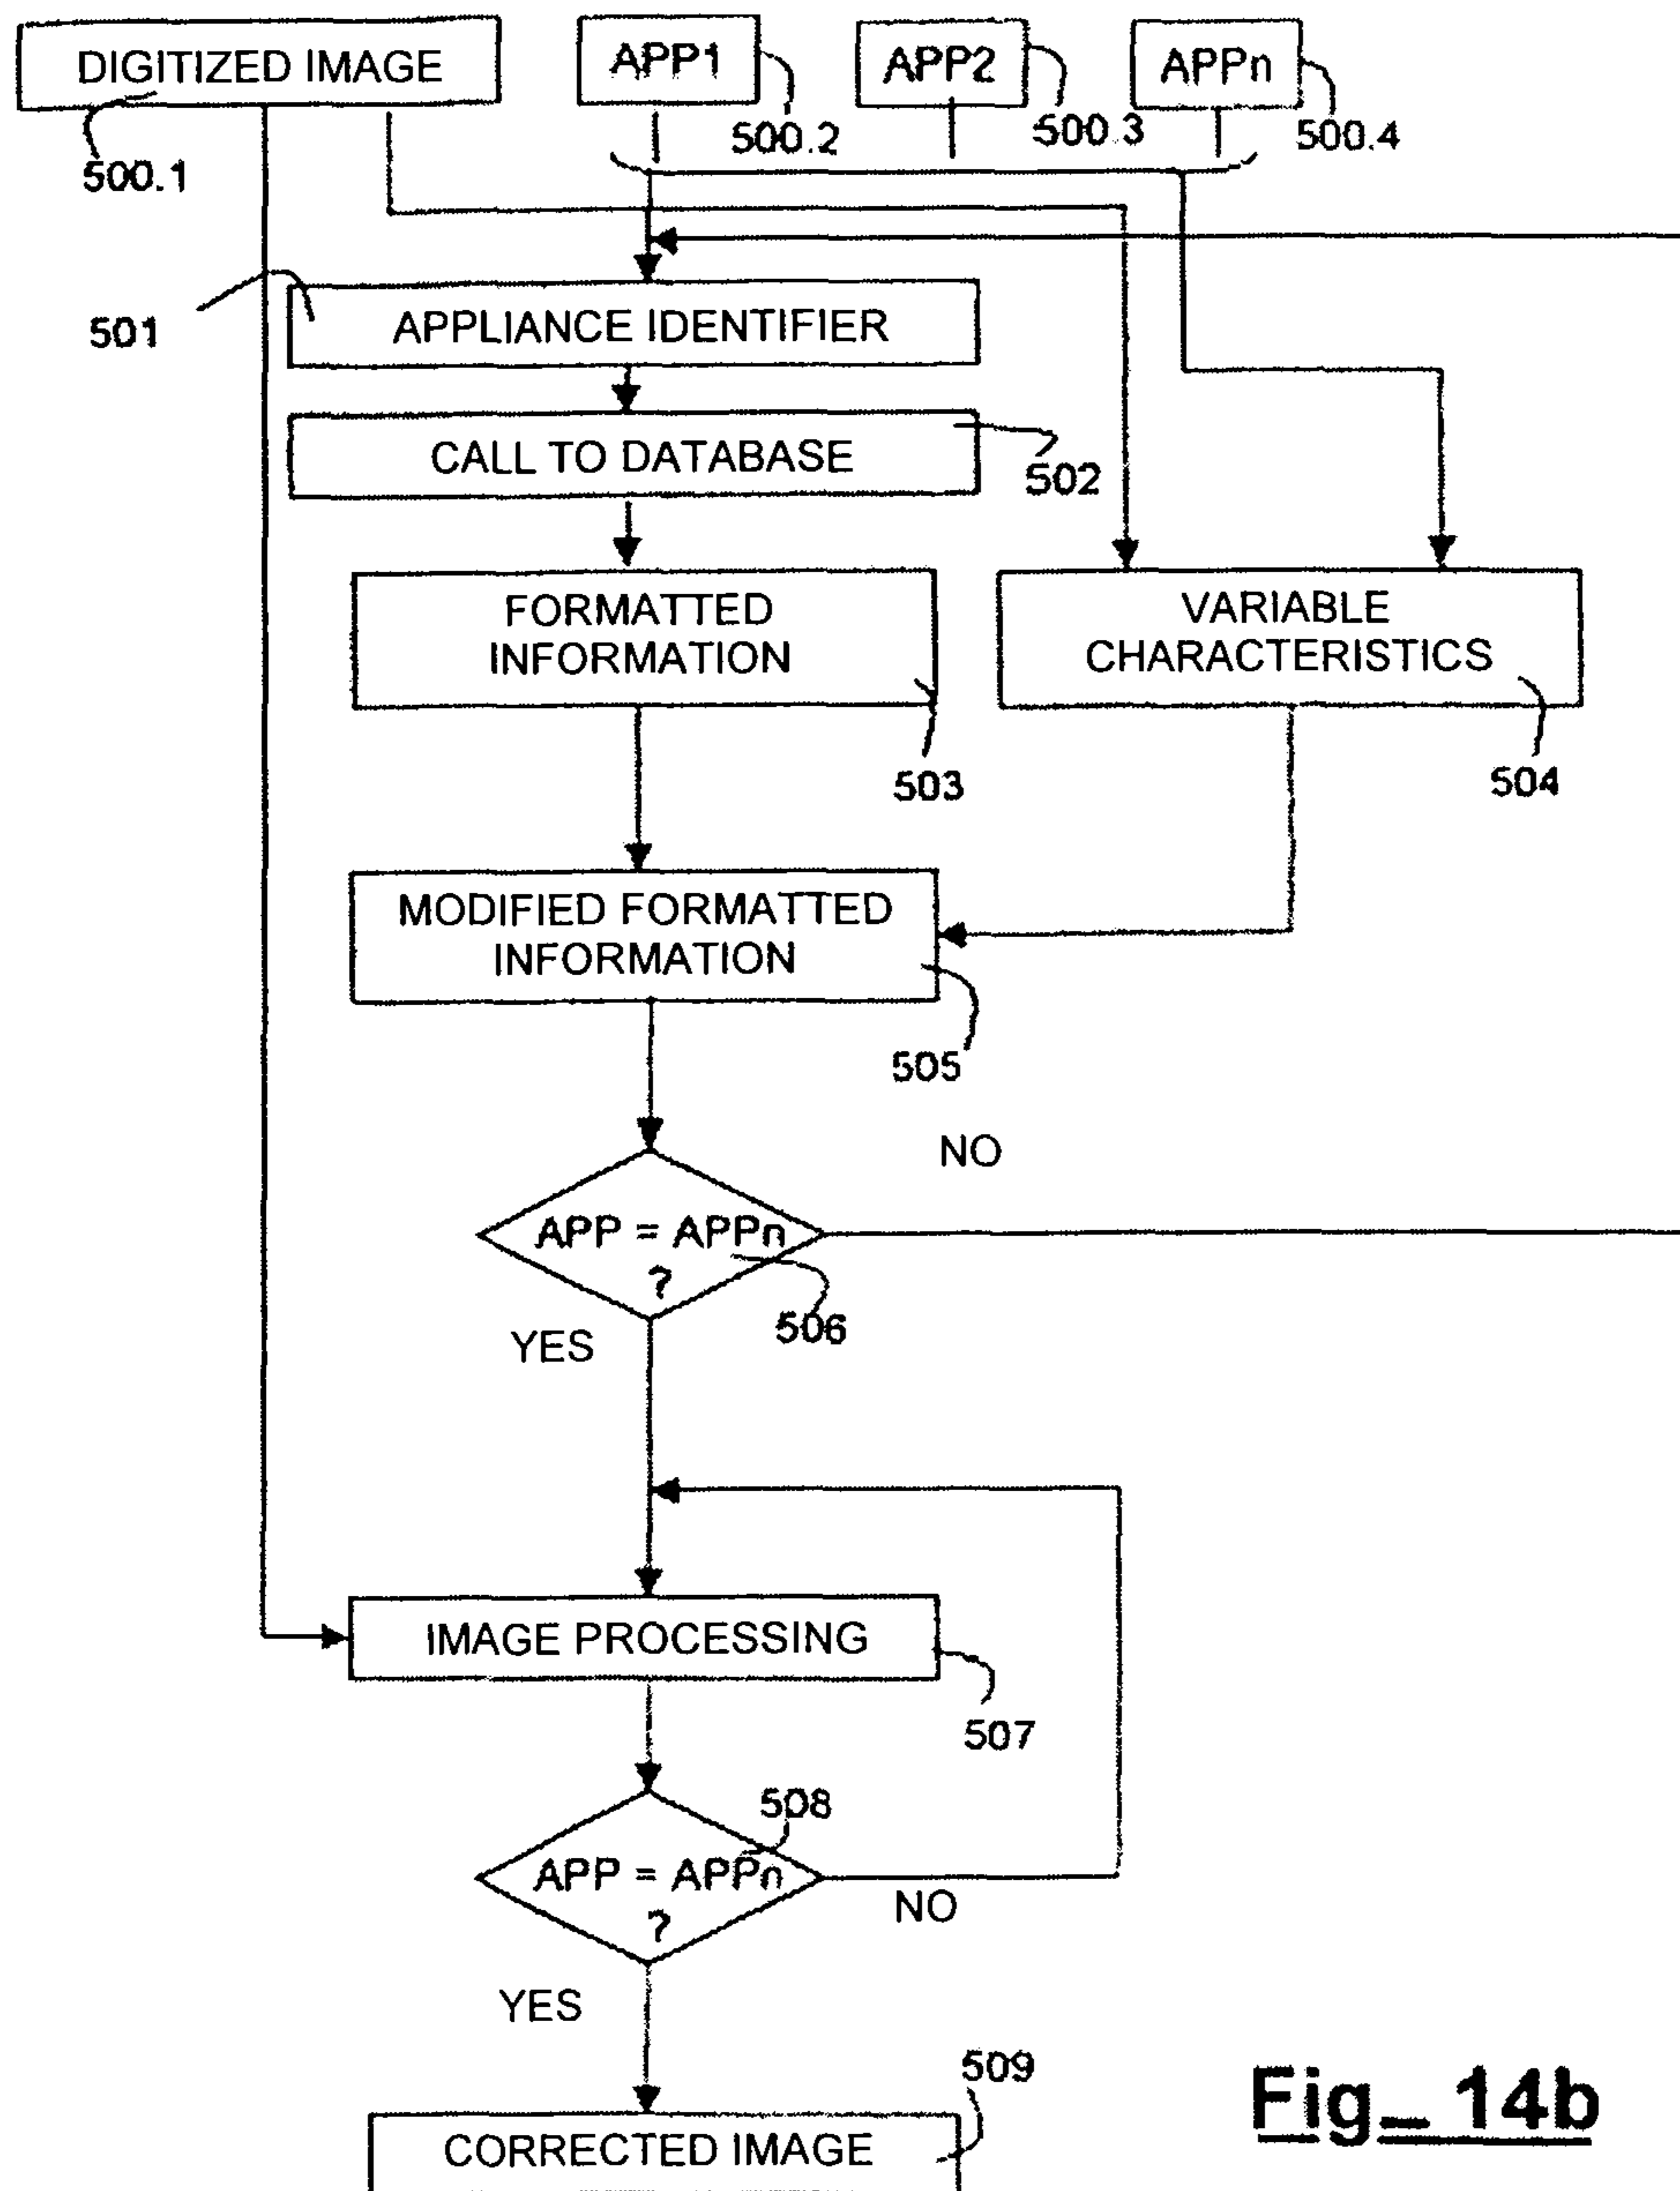 DIGITIZED IMAGE
APP1
APP2
APPn
500.1
500.2
500.3
500.4
501
APPLIANCE IDENTIFIER
CALL TO DATABASE
502
FORMATTED
INFORMATION
503
VARIABLE
CHARACTERISTICS
504
MODIFIED FORMATTED
INFORMATION
505
NO
APP = APPn
?
506
YES
IMAGE PROCESSING
507
508
APP = APPn
?
NO
YES
509
CORRECTED IMAGE
Fig_ 14b